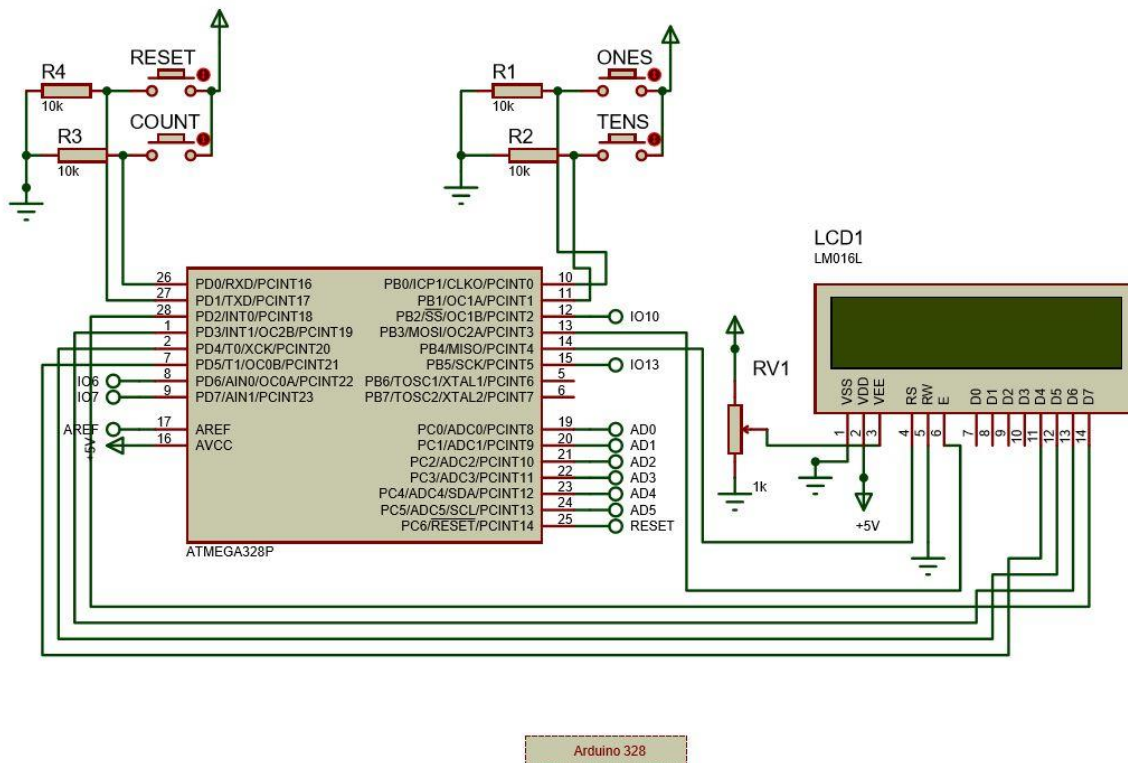 RESET
R4
10k
COUNT
R3
10k
ONES
R1
10k
TENS
R2
10k
LCD1
LM016L
26 PD0/RXD/PCINT16 PB0/ICP1/CLKO/PCINT0 10
27 PD1/TXD/PCINT17 PB1/OC1A/PCINT1 11
28 PD2/INT0/PCINT18 PB2/SS/OC1B/PCINT2 12 IO10
1 PD3/INT1/OC2B/PCINT19 PB3/MOSI/OC2A/PCINT3 13
2 PD4/T0/XCK/PCINT20 PB4/MISO/PCINT4 14
7 PD5/T1/OC0B/PCINT21 PB5/SCK/PCINT5 15 IO13
IO6 8 PD6/AIN0/OC0A/PCINT22 PB6/TOSC1/XTAL1/PCINT6 5
IO7 9 PD7/AIN1/PCINT23 PB7/TOSC2/XTAL2/PCINT7 6
AREF 17 AREF PC0/ADC0/PCINT8 19 AD0
+5V 16 AVCC PC1/ADC1/PCINT9 20 AD1
PC2/ADC2/PCINT10 21 AD2
PC3/ADC3/PCINT11 22 AD3
PC4/ADC4/SDA/PCINT12 23 AD4
PC5/ADC5/SCL/PCINT13 24 AD5
PC6/RESET/PCINT14 25 RESET
ATMEGA328P
RV1
1k
VSS VDD VEE RS RW E D0 D1 D2 D3 D4 D5 D6 D7
1 2 3 4 5 6 7 8 9 10 11 12 13 14
+5V
Arduino 328